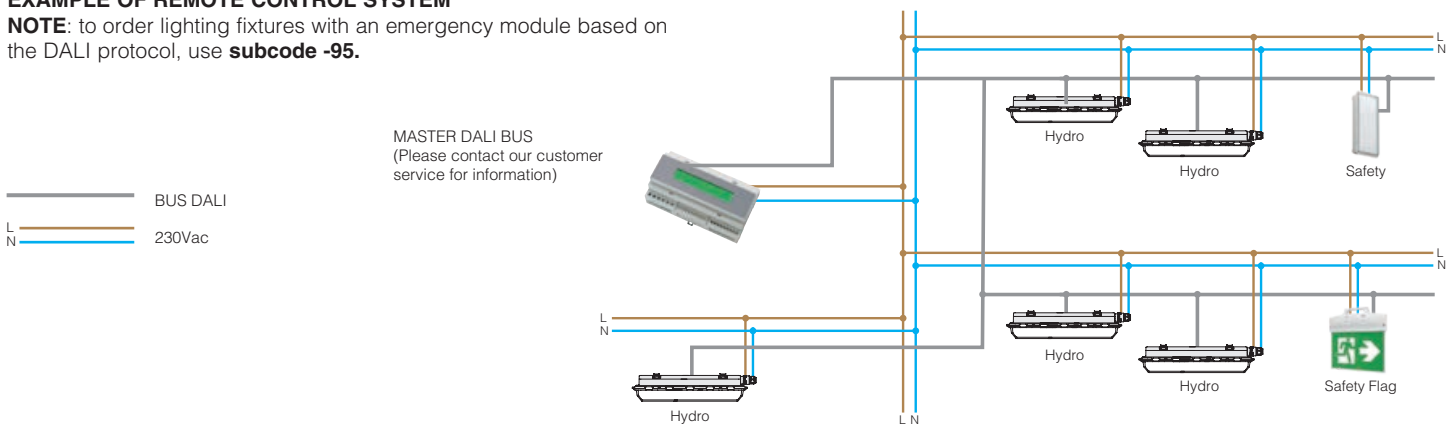 EXAMPLE OF REMOTE CONTROL SYSTEM
NOTE: to order lighting fixtures with an emergency module based on
the DALI protocol, use subcode -95.
L
N
MASTER DALI BUS
(Please contact our customer
service for information)
Hydro
Hydro
Safety
BUS DALI
L
N
230Vac
L
N
L
N
Hydro
Hydro
Safety Flag
Hydro
L N